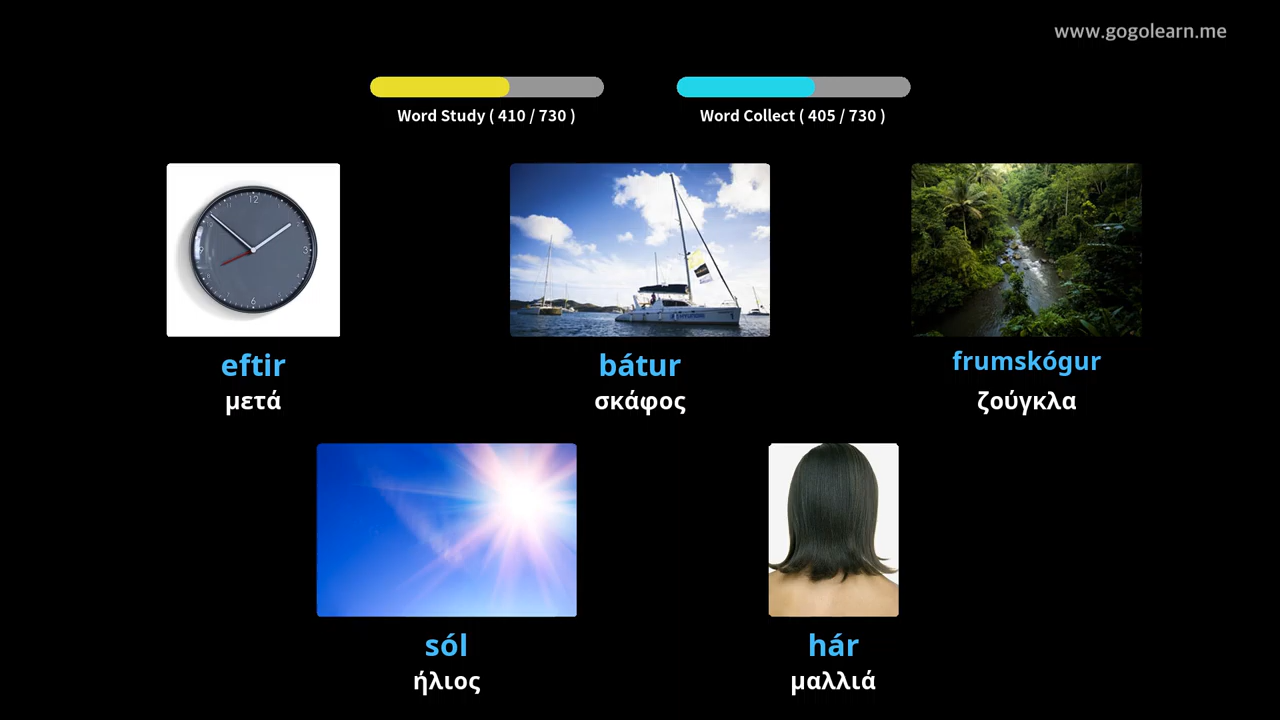 www.gogolearn.me
Word Study ( 410 / 730 )
Word Collect ( 405 / 730 )
eftir
μετά
bátur
σκάφος
frumskógur
ζούγκλα
sól
ήλιος
hár
μαλλιά